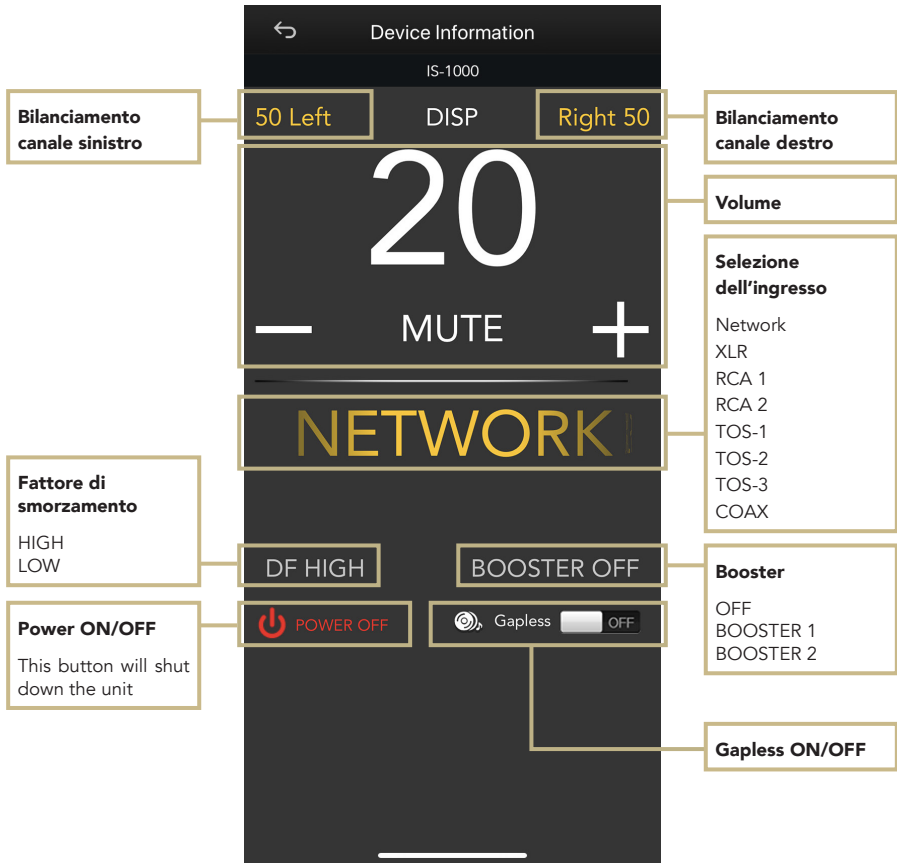 Device Information
IS-1000
Bilanciamento
canale sinistro
50 Left
DISP
Right 50
Bilanciamento
canale destro
20
Volume
MUTE
Selezione
dell’ingresso
Network
XLR
RCA 1
RCA 2
TOS-1
TOS-2
TOS-3
COAX
NETWORK
Fattore di
smorzamento
HIGH
LOW
DF HIGH
BOOSTER OFF
Booster
OFF
BOOSTER 1
BOOSTER 2
Power ON/OFF
This button will shut
down the unit
POWER OFF
Gapless
OFF
Gapless ON/OFF